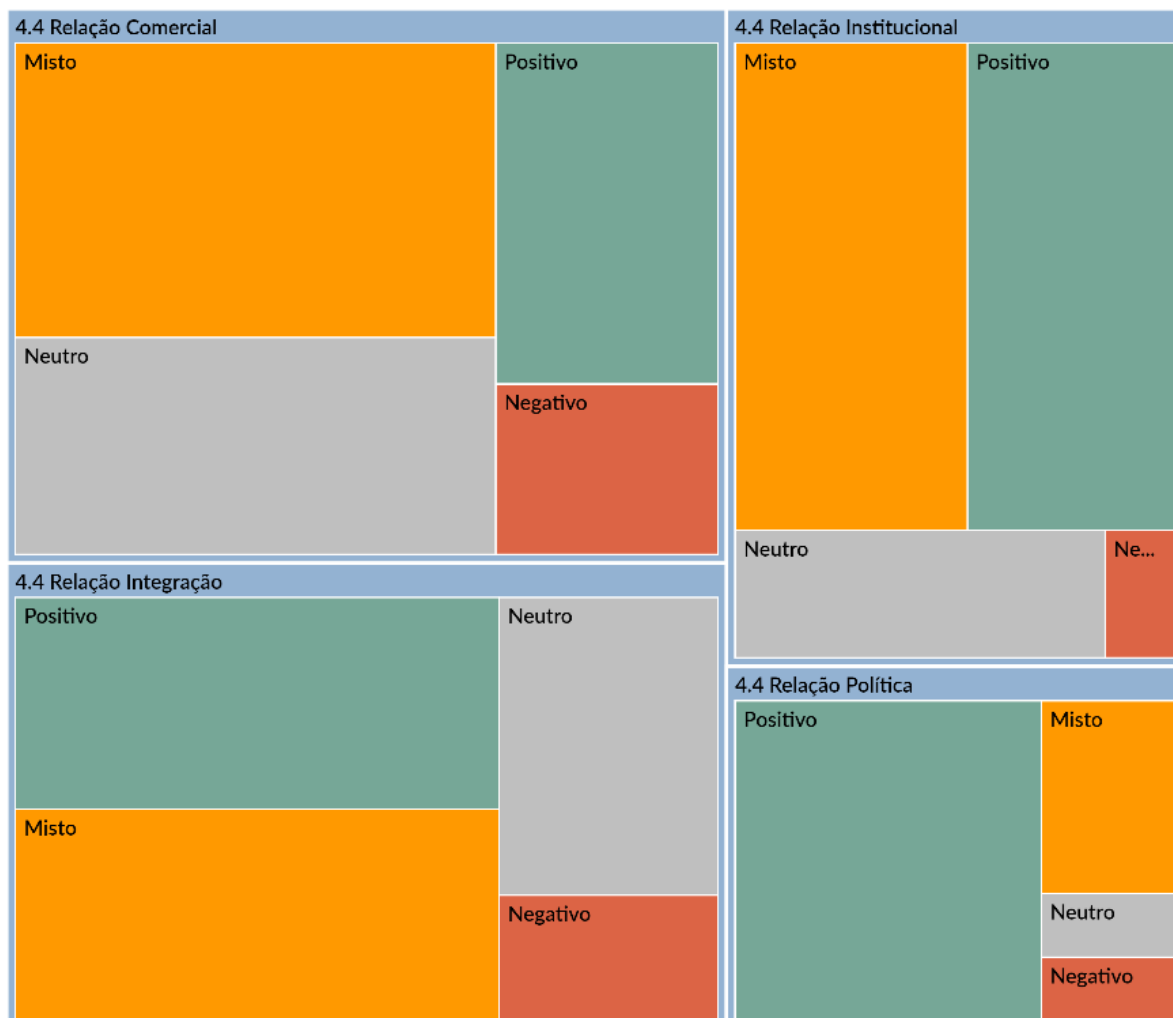 4.4 Relação Comercial
Misto
Positivo
Neutro
Negativo
4.4 Relação Institucional
Misto
Positivo
Neutro
Ne...
4.4 Relação Integração
Positivo
Neutro
Misto
Negativo
4.4 Relação Política
Positivo
Misto
Neutro
Negativo